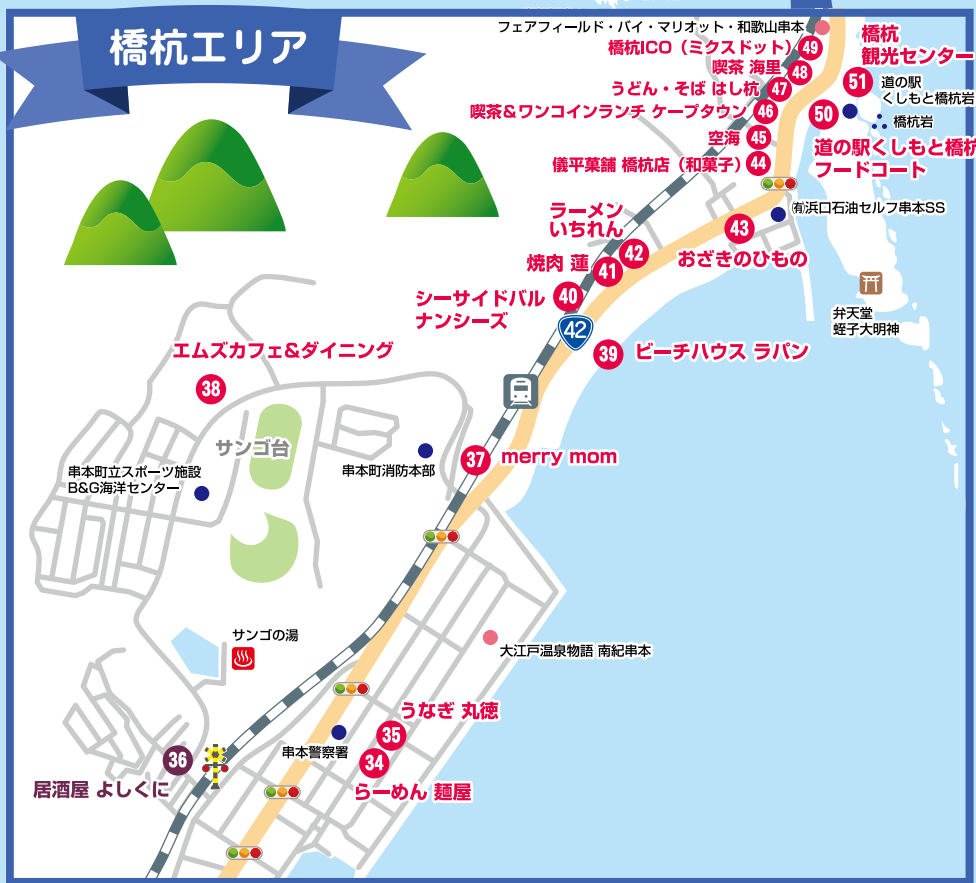 橋杭エリア
フェアフィールド・バイ・マリオット・和歌山串本
橋杭ICO（ミクスドット）
49
喫茶 海里
48
うどん・そば はし杭
47
喫茶＆ワンコインランチ ケープタウン
46
空海
45
儀平菓舗 橋杭店（和菓子）
44
橋杭
観光センター
51
道の駅
くしもと橋杭岩
50
橋杭岩
道の駅くしもと橋杭
フードコート
㈲浜口石油セルフ串本SS
43
おざきのひもの
ラーメン
いちれん
42
焼肉 蓮
41
シーサイドバル
ナンシーズ
40
42
弁天堂
蛭子大明神
39
ビーチハウス ラパン
エムズカフェ&ダイニング
38
サンゴ台
串本町立スポーツ施設
B&G海洋センター
串本町消防本部
37
merry mom
サンゴの湯
大江戸温泉物語 南紀串本
うなぎ 丸徳
35
串本警察署
34
らーめん 麺屋
36
居酒屋 よしくに